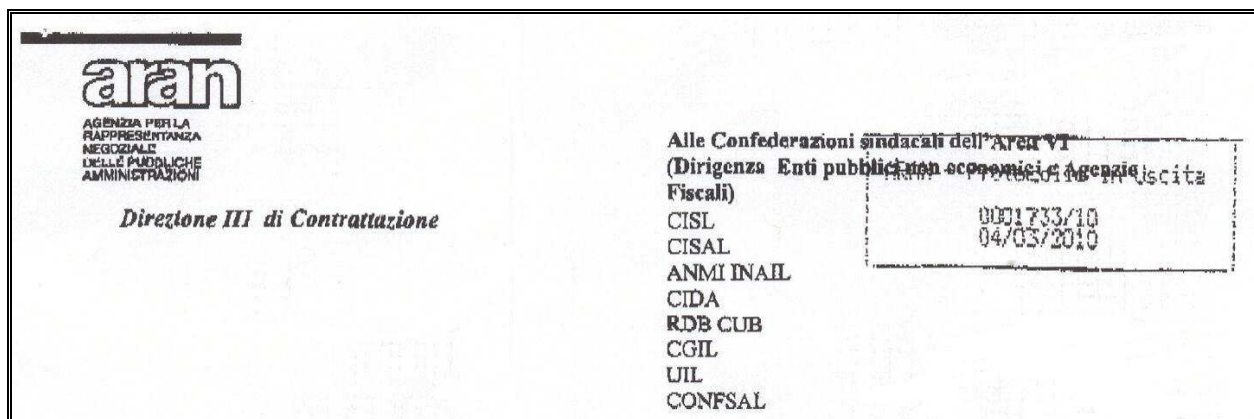 aran
AGENZIA PER LA
RAPPRESENTANZA
NEGOZIALE
DELLE PUBBLICHE
AMMINISTRAZIONI
Direzione III di Contrattazione
Alle Confederazioni sindacali dell'Area VI
(Dirigenza Enti pubblici non economici e Agenzie
Fiscali)
CISL
CISAL
ANMI INAIL
CIDA
RDB CUB
CGIL
UIL
CONFSAL
Protocollo in Uscita
0001733/10
04/03/2010